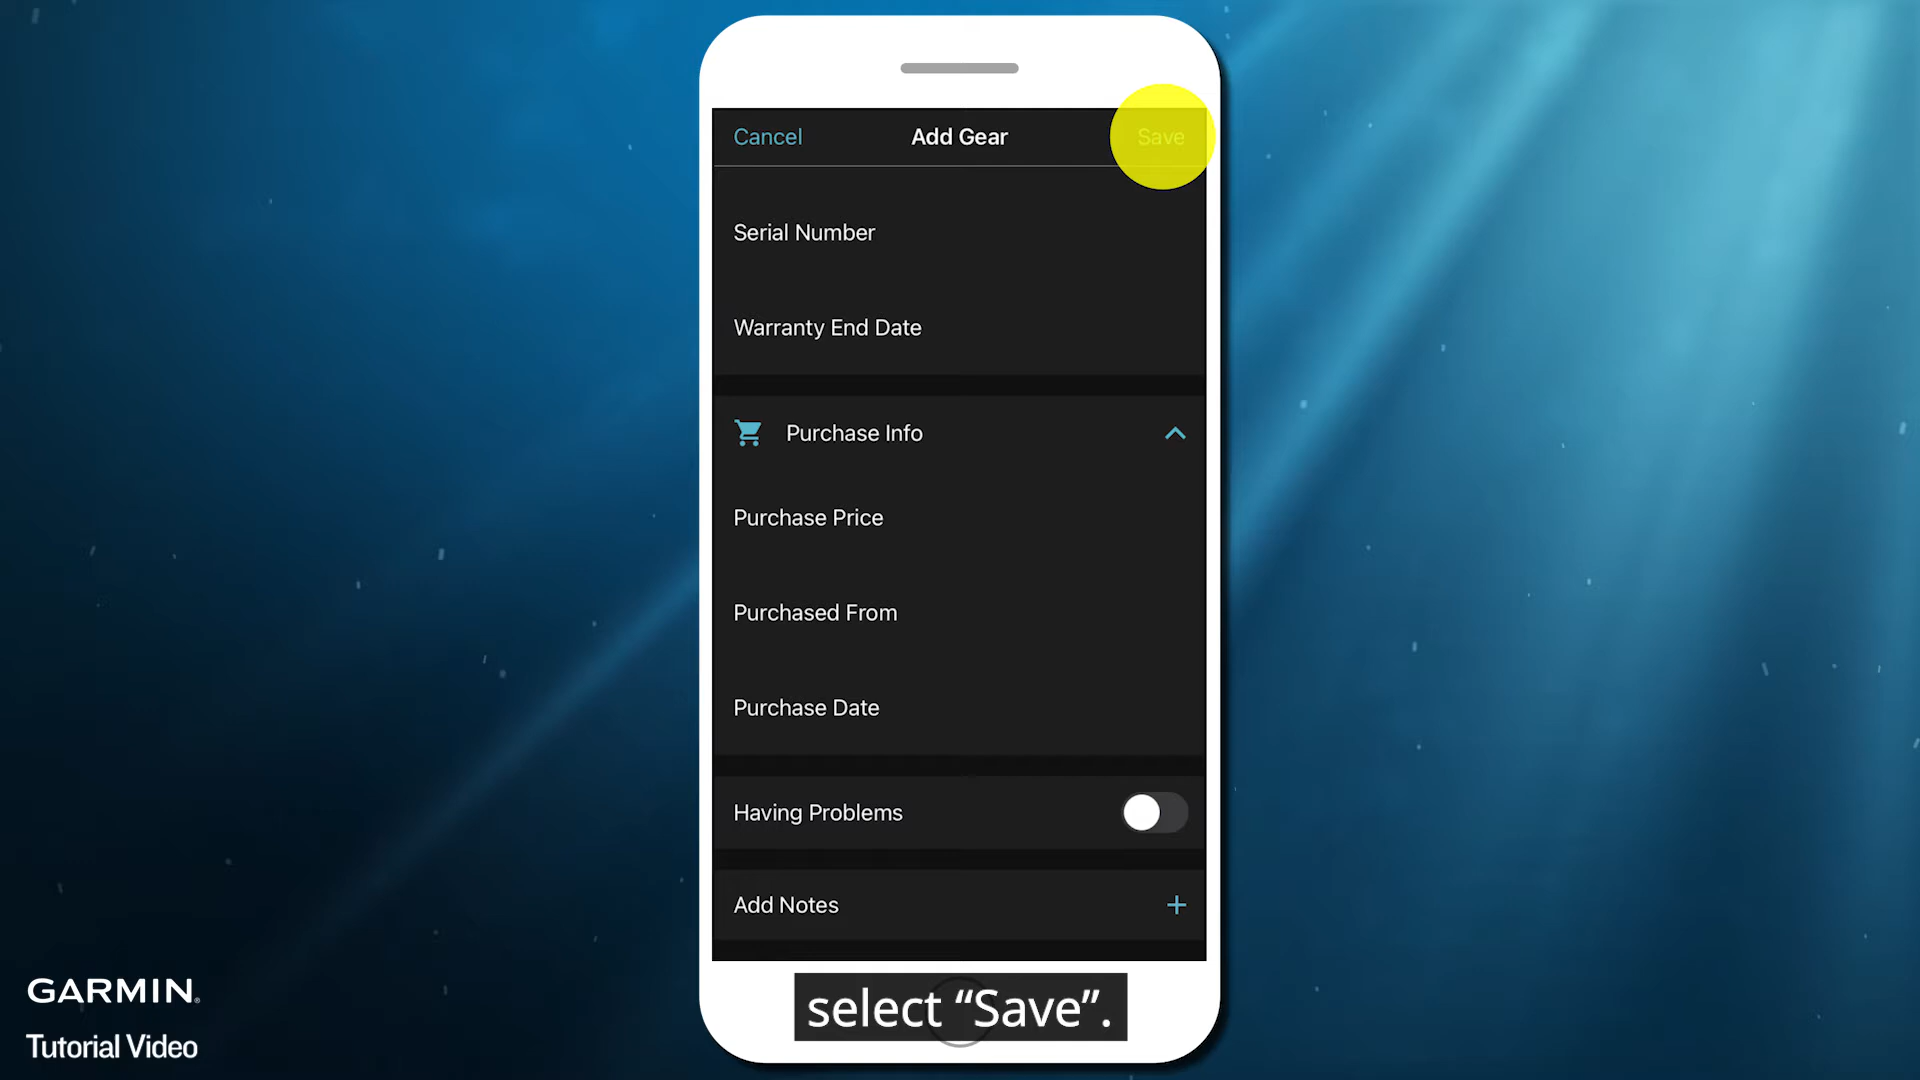 Cancel
Add Gear
Save
Serial Number
Warranty End Date
Purchase Info
Purchase Price
Purchased From
Purchase Date
Having Problems
Add Notes
select “Save”.
GARMIN®
Tutorial Video